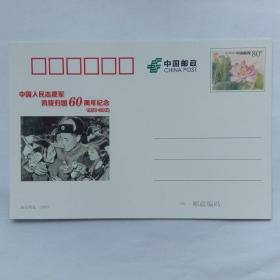 中国邮政
CHINA POST
80分
中国人民志愿军
凯旋归国60周年纪念
1958-2018
邮政编码